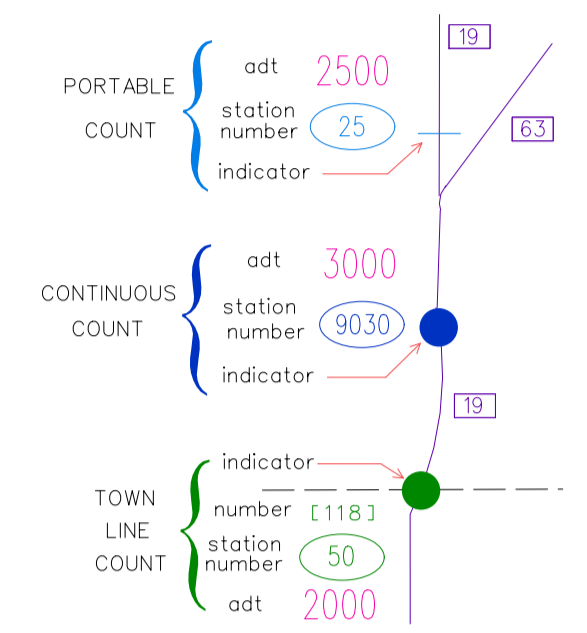 19
adt 2500
PORTABLE
station
COUNT
number 25
63
indicator
adt 3000
CONTINUOUS
station
COUNT
number 9030
indicator
19
indicator
TOWN
number [118]
LINE
station
COUNT
number 50
adt 2000